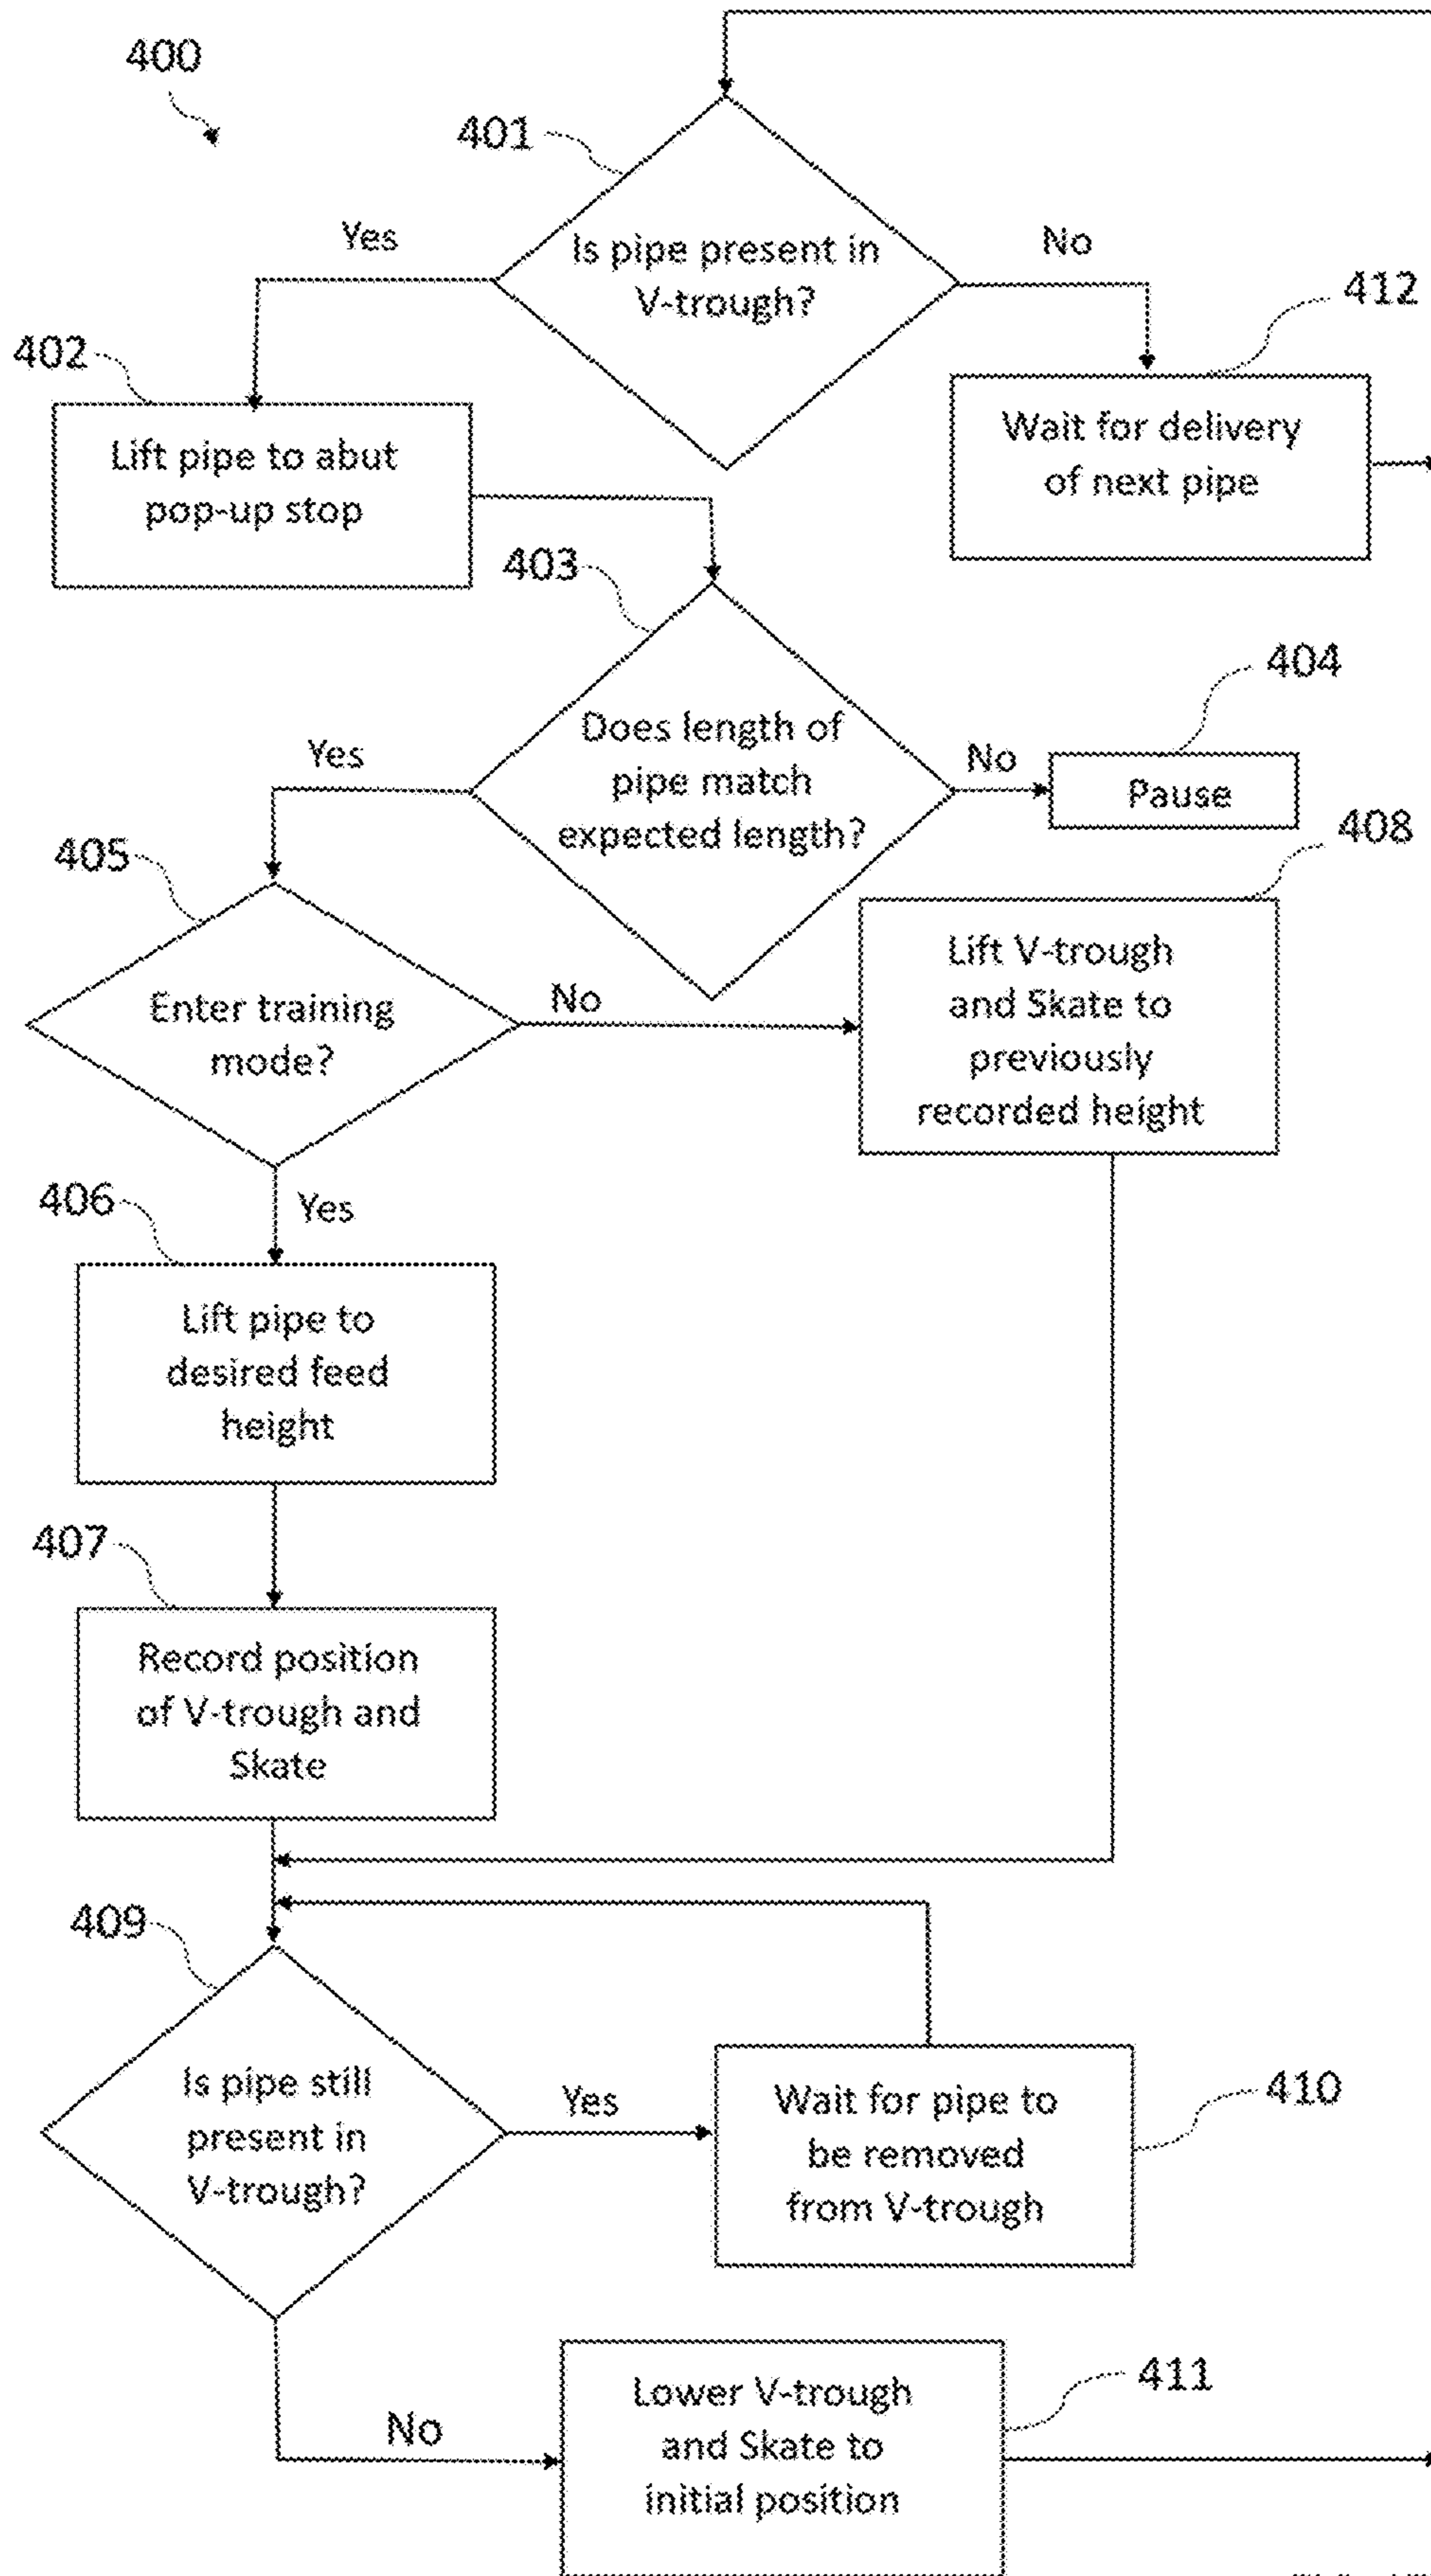 400
401
Yes
Is pipe present in
V-trough?
No
412
402
Lift pipe to abut
pop-up stop
Wait for delivery
of next pipe
403
404
Yes
Does length of
pipe match
expected length?
No
Pause
405
408
Enter training
mode?
No
Lift V-trough
and Skate to
previously
recorded height
406
Yes
Lift pipe to
desired feed
height
407
Record position
of V-trough and
Skate
409
Is pipe still
present in
V-trough?
Yes
Wait for pipe to
be removed
from V-trough
410
No
Lower V-trough
and Skate to
initial position
411